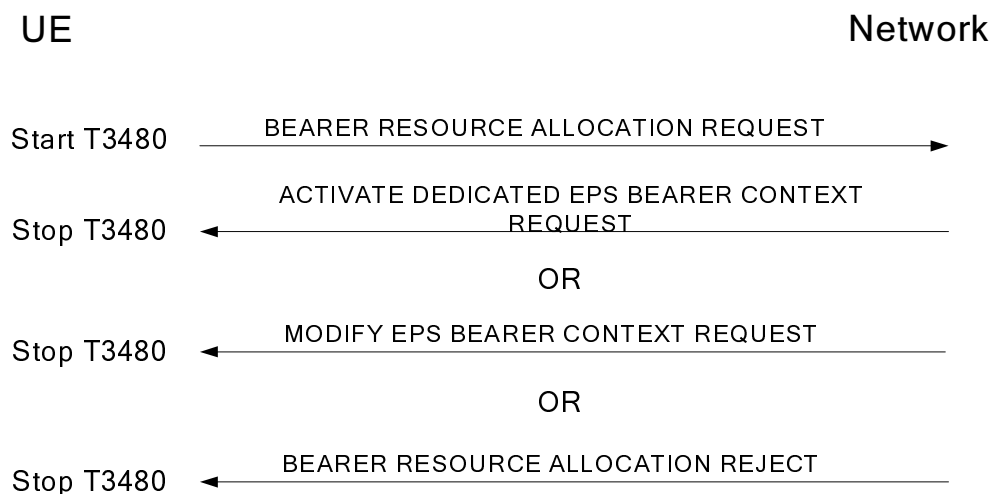 UE
Network
BEARER RESOURCE ALLOCATION REQUEST
Start T3480
ACTIVATE DEDICATED EPS BEARER CONTEXT
REQUEST
Stop T3480
OR
MODIFY EPS BEARER CONTEXT REQUEST
Stop T3480
OR
BEARER RESOURCE ALLOCATION REJECT
Stop T3480